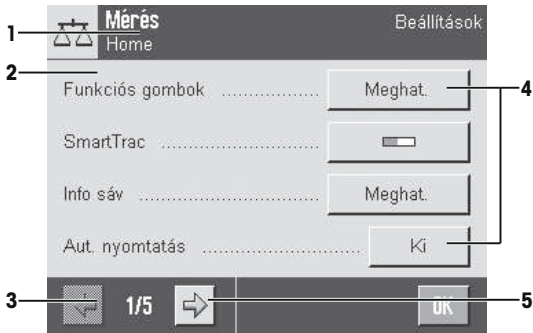 1 Mérés Beállítások
Home
2
Funkciós gombok ................. Meghat. 4
SmartTrac ...........................
Info sáv ............................... Meghat.
Aut. nyomtatás ........................... Ki
3 1/5 OK 5